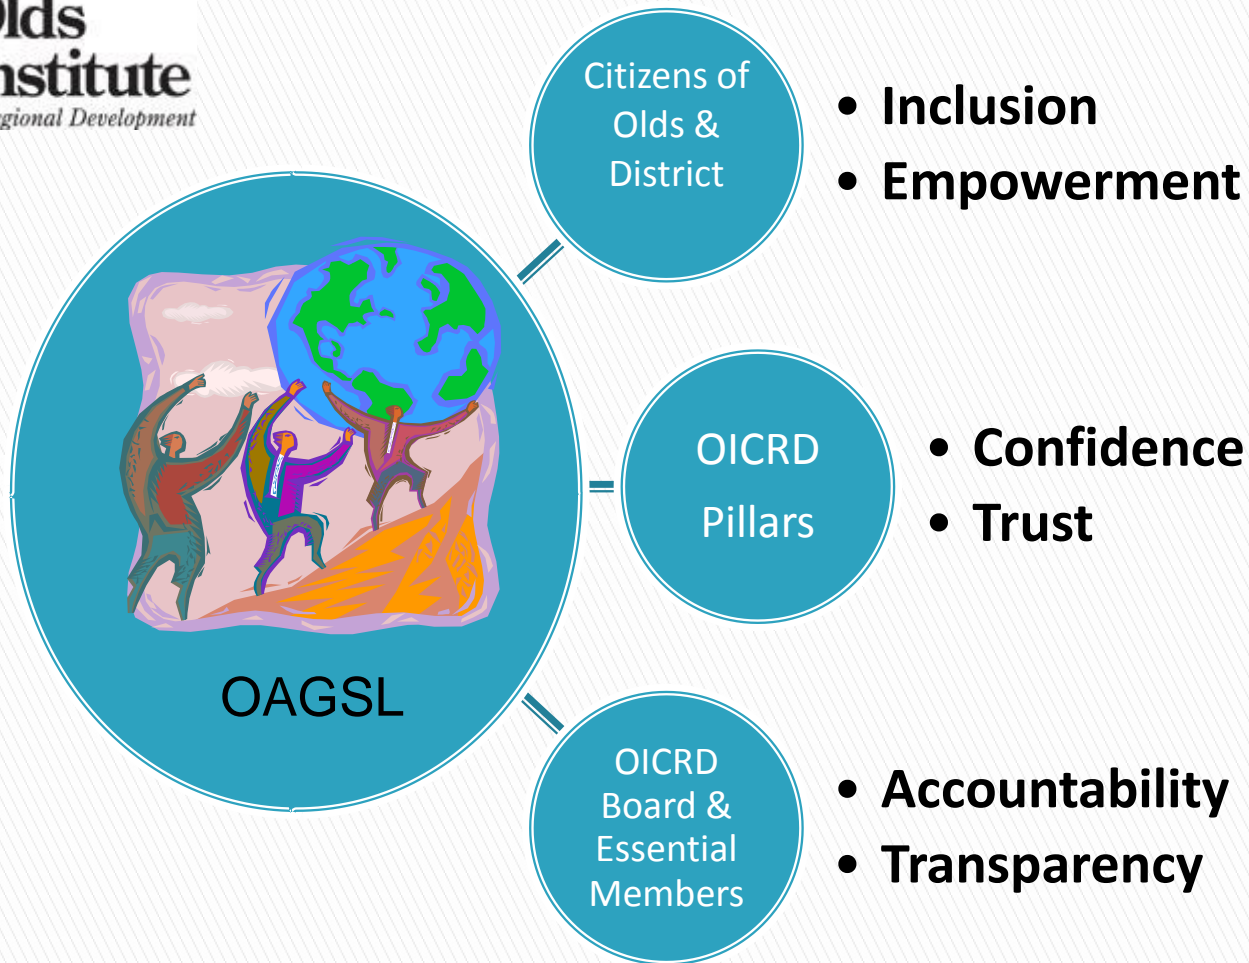 Olds
Institute
Regional Development
Citizens of
Olds &
District
• Inclusion
• Empowerment
OICRD
Pillars
• Confidence
• Trust
OAGSL
OICRD
Board &
Essential
Members
• Accountability
• Transparency